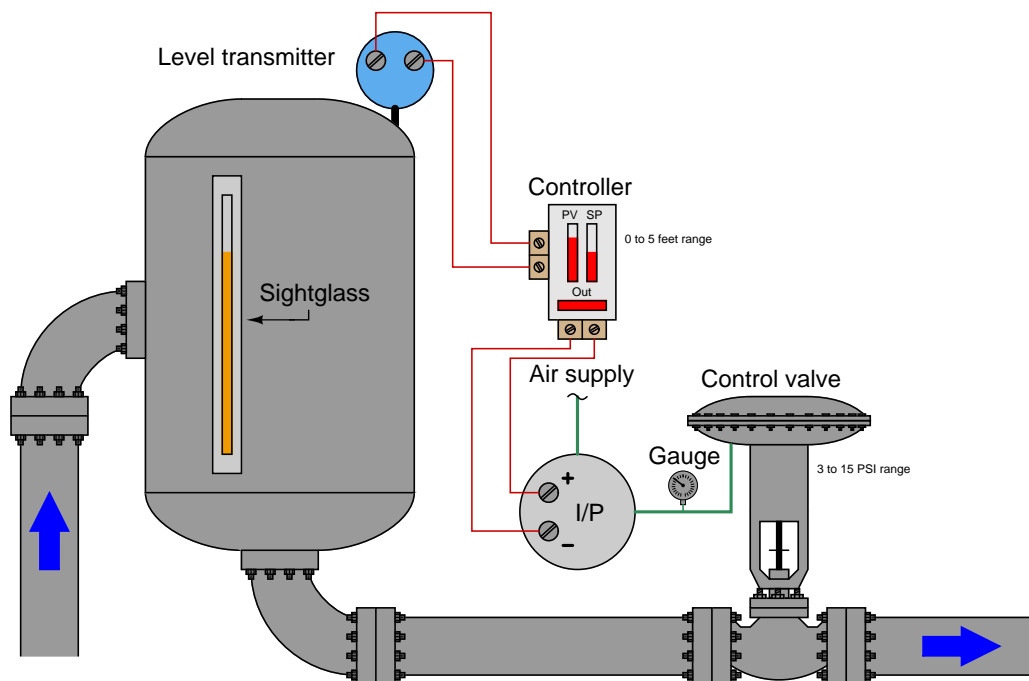 Level transmitter
Controller
PV SP
0 to 5 feet range
Out
Sightglass
Air supply
Control valve
Gauge
3 to 15 PSI range
+
I/P
−